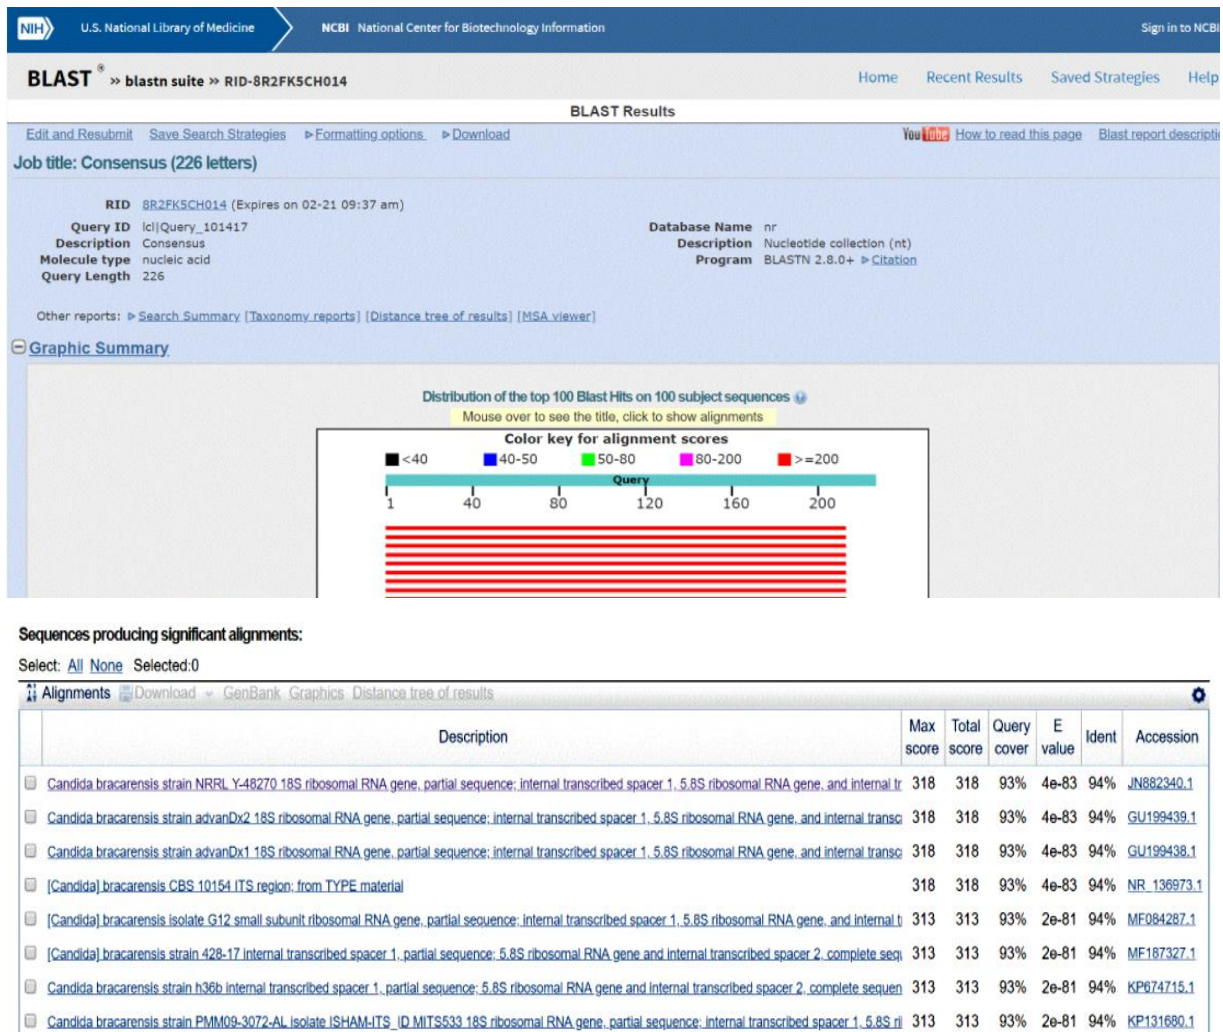 NIH U.S. National Library of Medicine NCBI National Center for Biotechnology Information Sign in to NCBI
BLAST ® » blastn suite » RID-8R2FK5CH014 Home Recent Results Saved Strategies Help
BLAST Results
Edit and Resubmit Save Search Strategies ▶Formatting options ▶Download YouTube How to read this page Blast report descriptio
Job title: Consensus (226 letters)
RID 8R2FK5CH014 (Expires on 02-21 09:37 am)
Query ID lcl|Query_101417 Database Name nr
Description Consensus Description Nucleotide collection (nt)
Molecule type nucleic acid Program BLASTN 2.8.0+ ▶Citation
Query Length 226
Other reports: ▶Search Summary [Taxonomy reports] [Distance tree of results] [MSA viewer]
Graphic Summary
Distribution of the top 100 Blast Hits on 100 subject sequences
Mouse over to see the title, click to show alignments
Color key for alignment scores
<40 40-50 50-80 80-200 >=200
Query
1 40 80 120 160 200
Sequences producing significant alignments:
Select: All None Selected:0
Alignments Download GenBank Graphics Distance tree of results
Description Max score Total score Query cover E value Ident Accession
Candida bracarensis strain NRRL Y-48270 18S ribosomal RNA gene, partial sequence; internal transcribed spacer 1, 5.8S ribosomal RNA gene, and internal tr 318 318 93% 4e-83 94% JN882340.1
Candida bracarensis strain advanDx2 18S ribosomal RNA gene, partial sequence; internal transcribed spacer 1, 5.8S ribosomal RNA gene, and internal transc 318 318 93% 4e-83 94% GU199439.1
Candida bracarensis strain advanDx1 18S ribosomal RNA gene, partial sequence; internal transcribed spacer 1, 5.8S ribosomal RNA gene, and internal transc 318 318 93% 4e-83 94% GU199438.1
[Candida] bracarensis CBS 10154 ITS region; from TYPE material 318 318 93% 4e-83 94% NR_136973.1
[Candida] bracarensis isolate G12 small subunit ribosomal RNA gene, partial sequence; internal transcribed spacer 1, 5.8S ribosomal RNA gene, and internal t 313 313 93% 2e-81 94% MF084287.1
[Candida] bracarensis strain 428-17 internal transcribed spacer 1, partial sequence; 5.8S ribosomal RNA gene and internal transcribed spacer 2, complete seq 313 313 93% 2e-81 94% MF187327.1
Candida bracarensis strain h36b internal transcribed spacer 1, partial sequence; 5.8S ribosomal RNA gene and internal transcribed spacer 2, complete sequen 313 313 93% 2e-81 94% KP674715.1
Candida bracarensis strain PMM09-3072-AL isolate ISHAM-ITS_ID MITS533 18S ribosomal RNA gene, partial sequence; internal transcribed spacer 1, 5.8S ri 313 313 93% 2e-81 94% KP131680.1